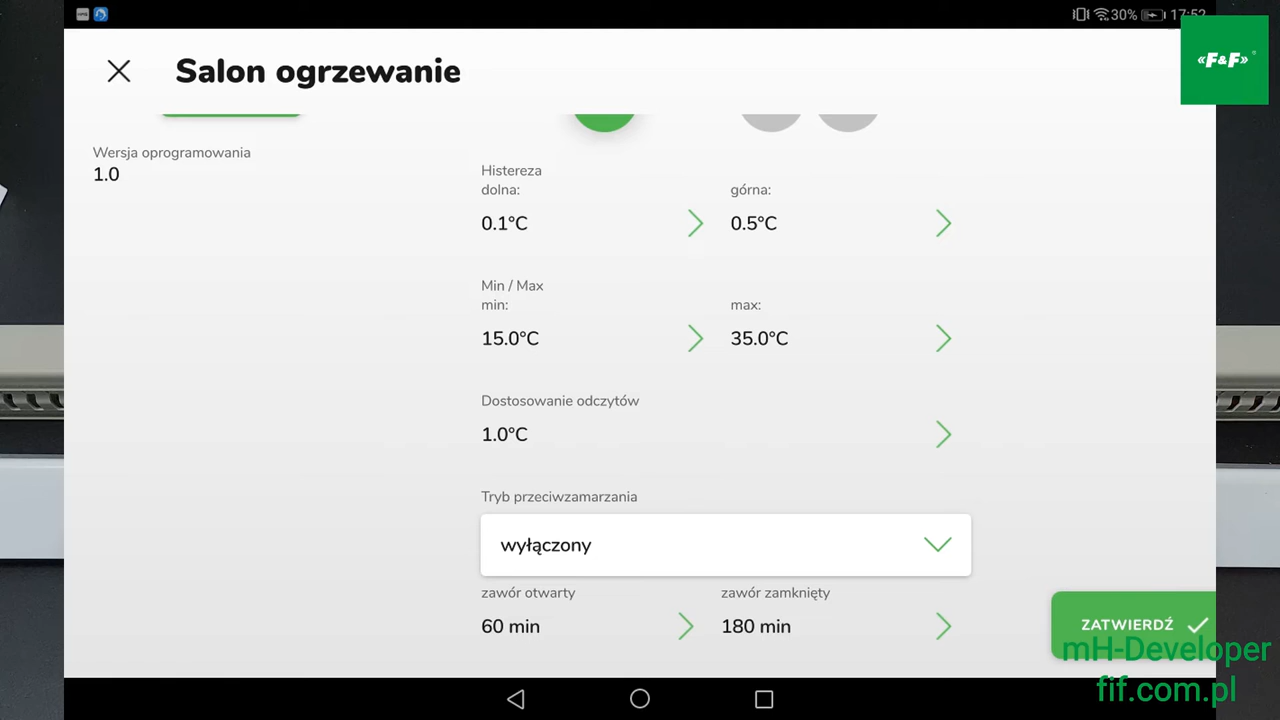 30% 17:52
«F&F»
Salon ogrzewanie
Wersja oprogramowania
1.0
Histereza
dolna: górna:
0.1°C 0.5°C
Min / Max
min: max:
15.0°C 35.0°C
Dostosowanie odczytów
1.0°C
Tryb przeciwzamarzania
wyłączony
zawór otwarty zawór zamknięty
60 min 180 min
ZATWIERDŹ
mH-Developer
fif.com.pl